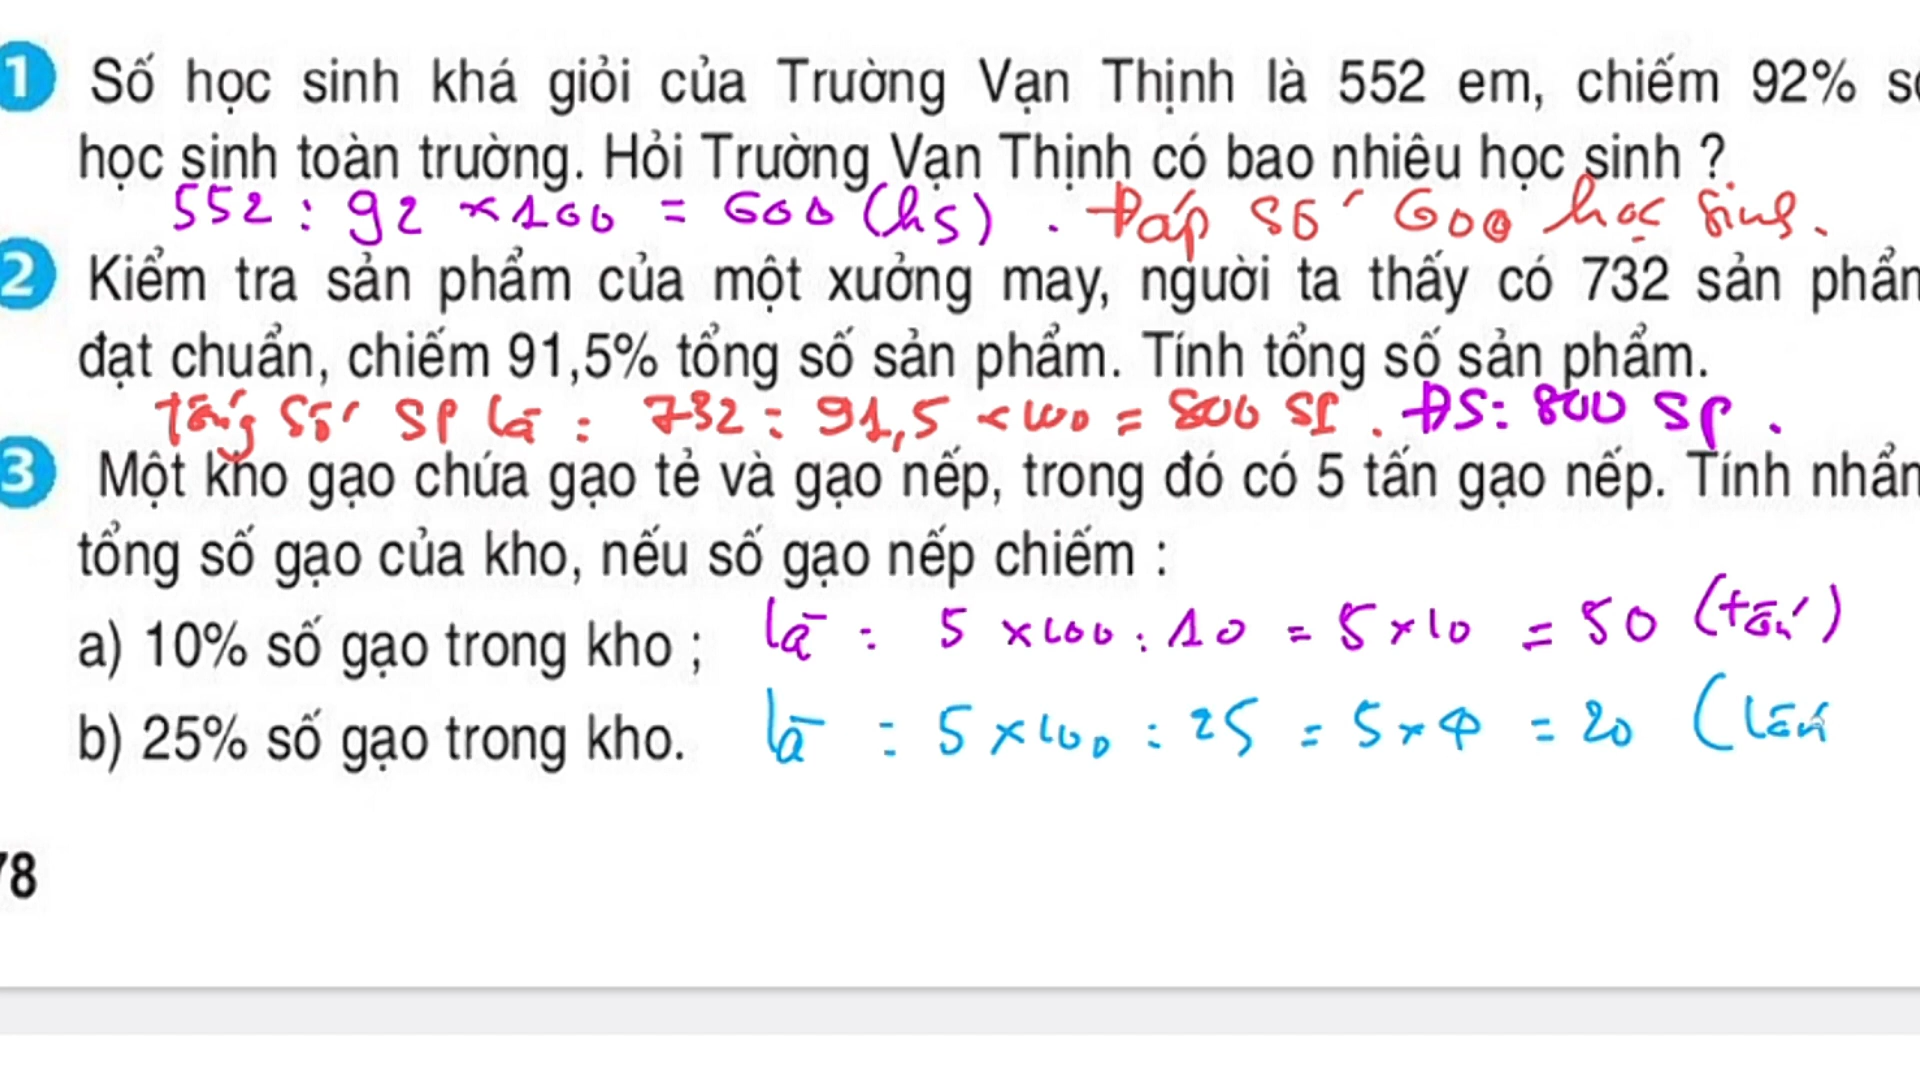 1 Số học sinh khá giỏi của Trường Vạn Thịnh là 552 em, chiếm 92% số
học sinh toàn trường. Hỏi Trường Vạn Thịnh có bao nhiêu học sinh ?
552 : 92 × 100 = 600 (hs) . Đáp số 600 học sinh.
2 Kiểm tra sản phẩm của một xưởng may, người ta thấy có 732 sản phẩm
đạt chuẩn, chiếm 91,5% tổng số sản phẩm. Tính tổng số sản phẩm.
Tổng số SP là : 732 : 91,5 × 100 = 800 SP . ĐS: 800 SP .
3 Một kho gạo chứa gạo tẻ và gạo nếp, trong đó có 5 tấn gạo nếp. Tính nhẩm
tổng số gạo của kho, nếu số gạo nếp chiếm :
a) 10% số gạo trong kho ; là : 5 × 100 : 10 = 5 × 10 = 50 (tấn)
b) 25% số gạo trong kho. là : 5 × 100 : 25 = 5 × 4 = 20 (tấn
78